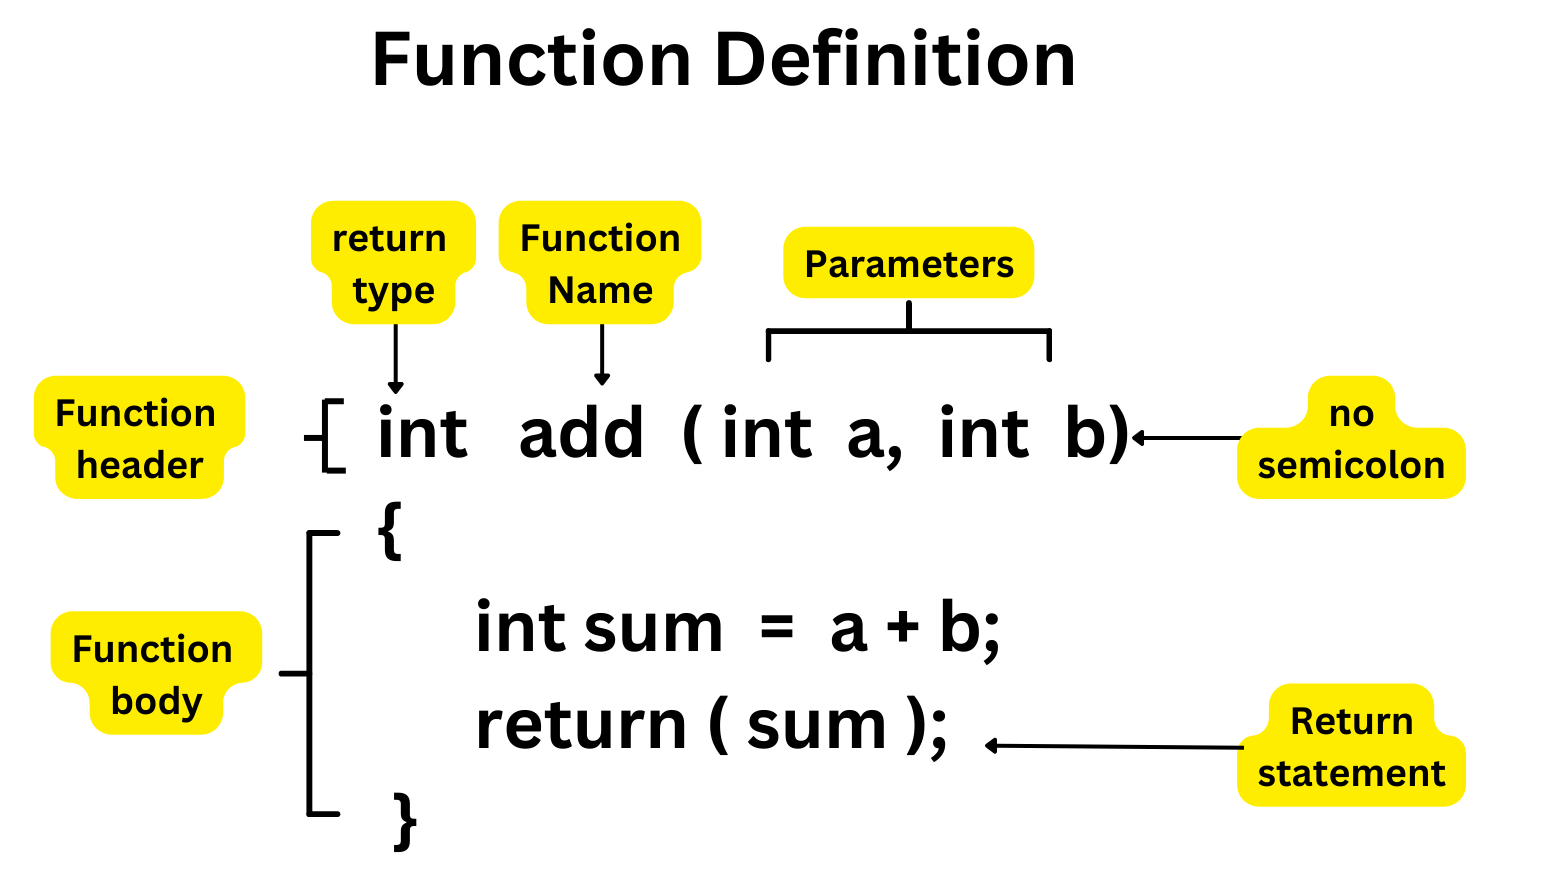 Function Definition
return
type
Function
Name
Parameters
Function
header
int add ( int a, int b)
no
semicolon
{
int sum = a + b;
Function
body
return ( sum );
Return
statement
}